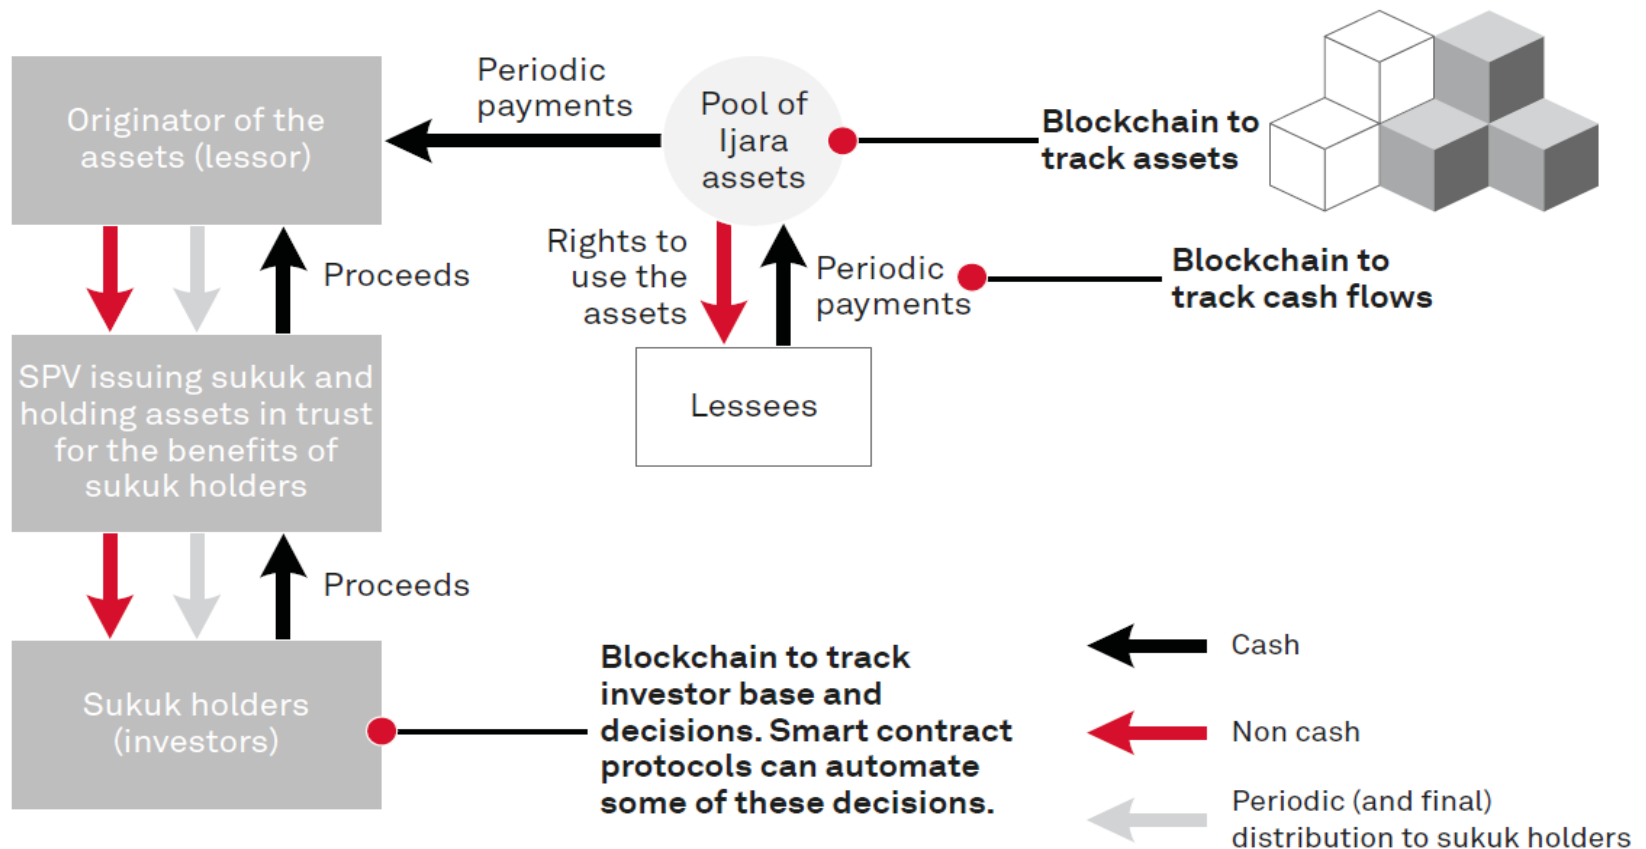 Originator of the
assets (lessor)
Periodic
payments
Pool of
Ijara
assets
Blockchain to
track assets
Proceeds
Rights to
use the
assets
Periodic
payments
Blockchain to
track cash flows
SPV issuing sukuk and
holding assets in trust
for the benefits of
sukuk holders
Lessees
Proceeds
Sukuk holders
(investors)
Blockchain to track
investor base and
decisions. Smart contract
protocols can automate
some of these decisions.
Cash
Non cash
Periodic (and final)
distribution to sukuk holders